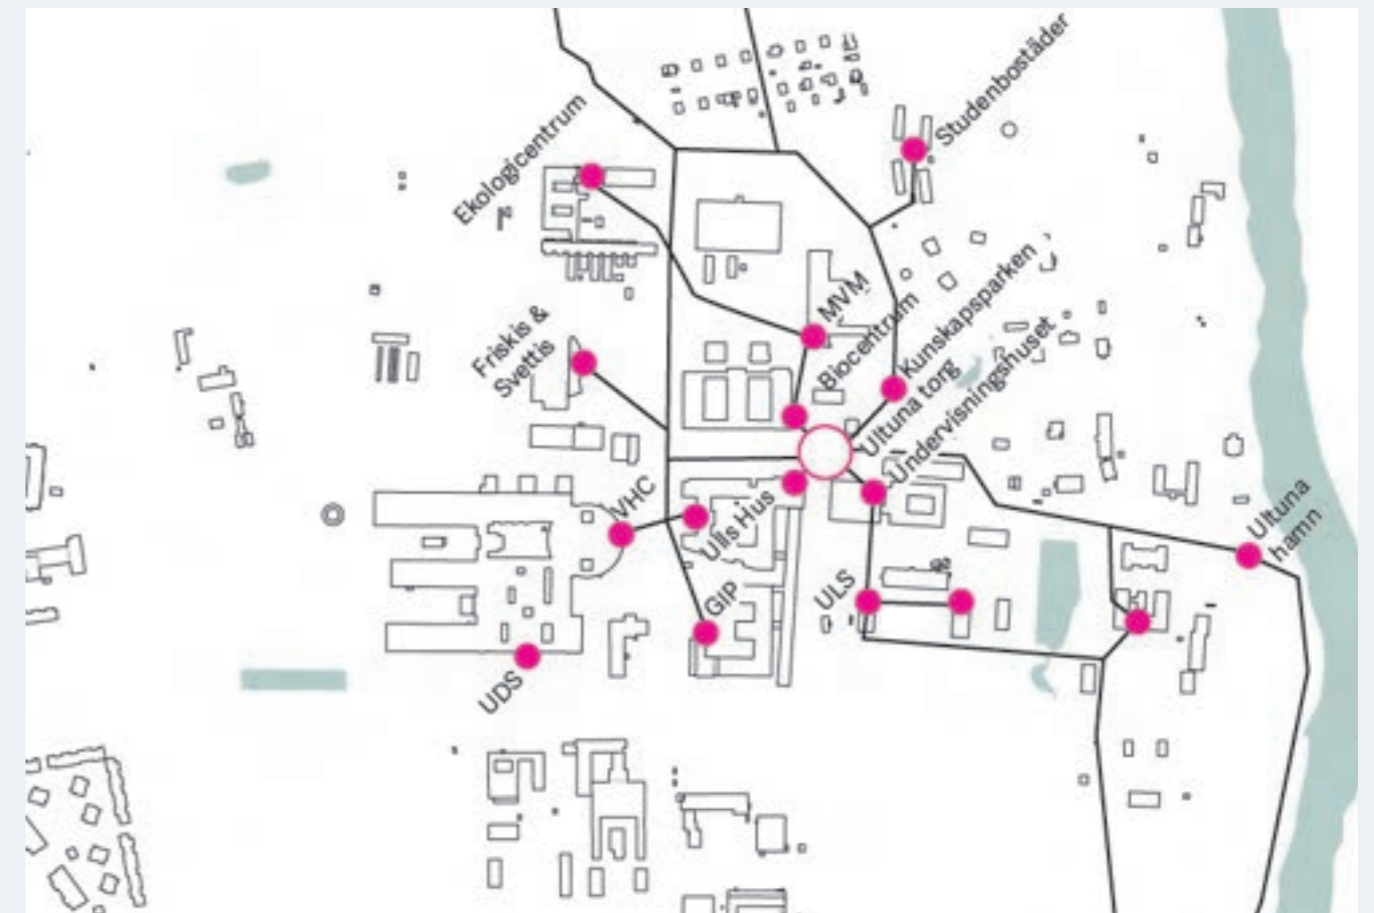 Studenbostäder
Ekologicentrum
MVM
Biocentrum
Kunskapsparken
Friskis &
Svettis
Ultuna torg
Undervisningshuset
VHC
Ulls Hus
Ultuna
hamn
GIP
ULS
UDS